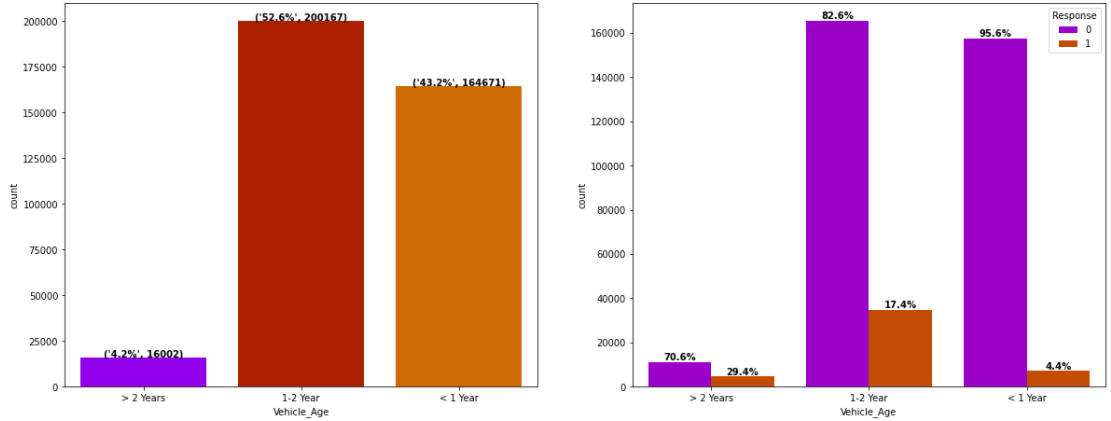 200000
175000
150000
125000
100000
75000
50000
25000
0
count
('4.2%', 16002)
('52.6%', 200167)
('43.2%', 164671)
> 2 Years
1-2 Year
< 1 Year
Vehicle_Age
160000
140000
120000
100000
80000
60000
40000
20000
0
count
70.6%
29.4%
82.6%
17.4%
95.6%
4.4%
Response
0
1
> 2 Years
1-2 Year
< 1 Year
Vehicle_Age